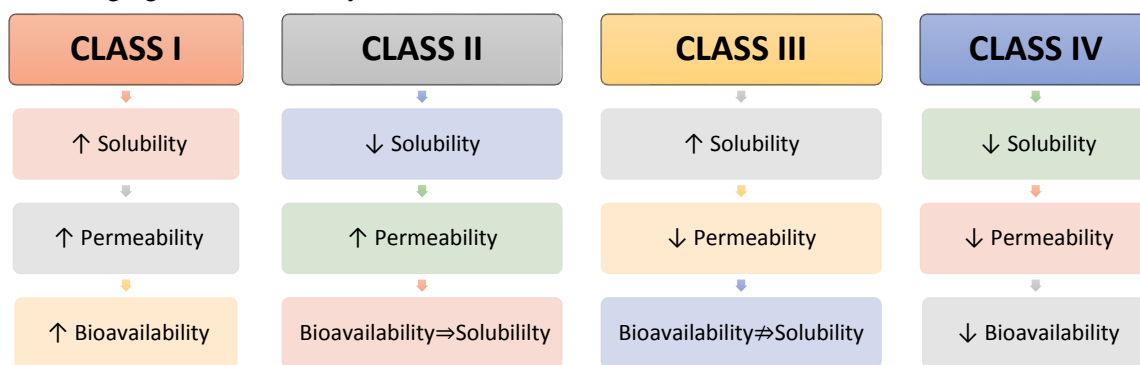 CLASS I
↑ Solubility
↑ Permeability
↑ Bioavailability
CLASS II
↓ Solubility
↑ Permeability
Bioavailability⇒Solubililty
CLASS III
↑ Solubility
↓ Permeability
Bioavailability⇏Solubility
CLASS IV
↓ Solubility
↓ Permeability
↓ Bioavailability